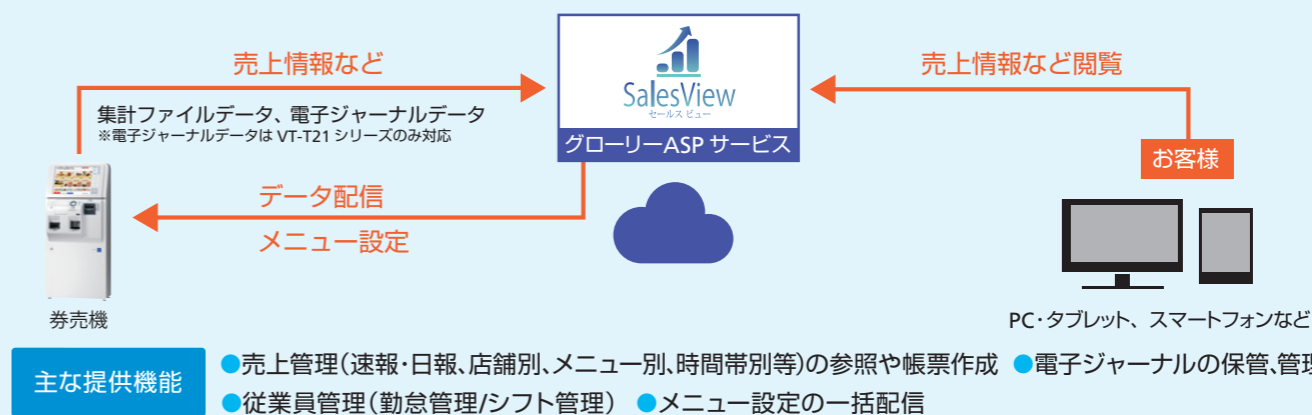 売上情報など
売上情報など閲覧
集計ファイルデータ、電子ジャーナルデータ
※電子ジャーナルデータは VT-T21 シリーズのみ対応
SalesView
セールス ビュー
グローリーASP サービス
お客様
データ配信
メニュー設定
券売機
PC・タブレット、スマートフォンなど
主な提供機能
●売上管理(速報・日報、店舗別、メニュー別、時間帯別等)の参照や帳票作成 ●電子ジャーナルの保管、管理
●従業員管理(勤怠管理/シフト管理) ●メニュー設定の一括配信